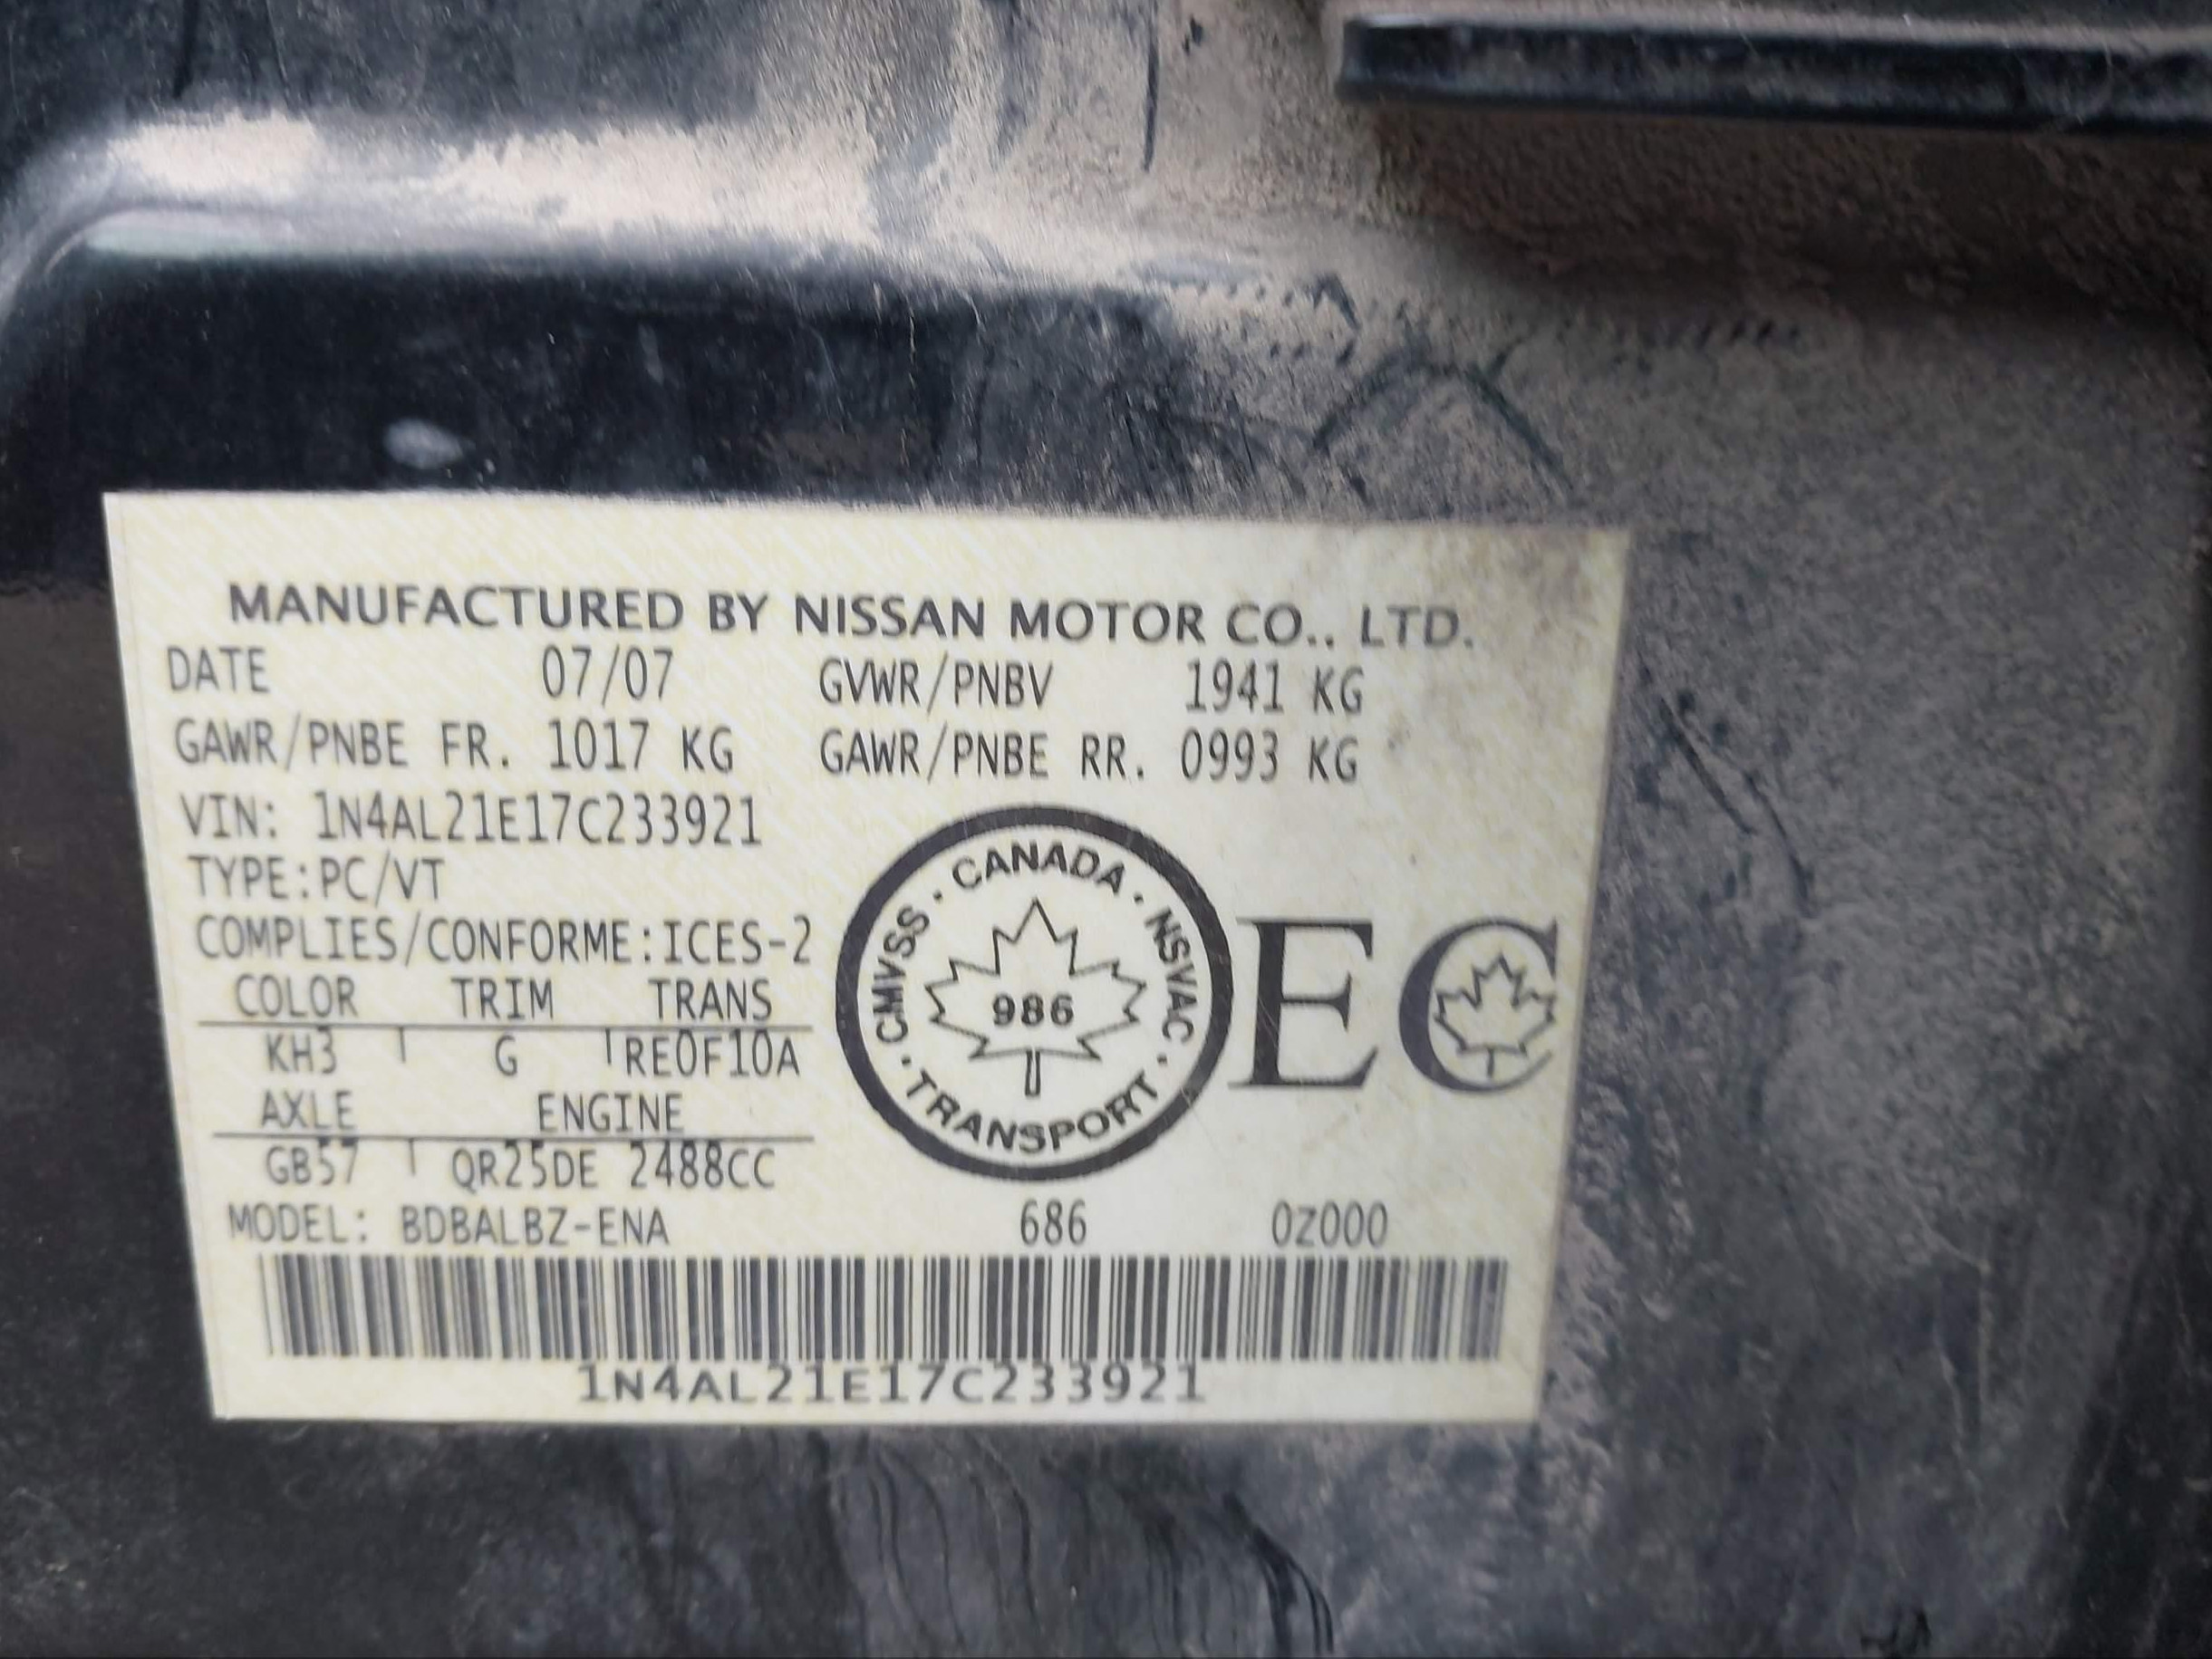 MANUFACTURED BY NISSAN MOTOR CO., LTD.
DATE 07/07 GVWR/PNBV 1941 KG
GAWR/PNBE FR. 1017 KG GAWR/PNBE RR. 0993 KG
VIN: 1N4AL21E17C233921
TYPE:PC/VT
COMPLIES/CONFORME:ICES-2
COLOR TRIM TRANS
KH3 G RE0F10A
AXLE ENGINE
GB57 QR25DE 2488CC
MODEL: BDBALBZ-ENA 686 0Z000
CANADA · NSVAC · TRANSPORT · CMVSS ·
986
EC
1N4AL21E17C233921